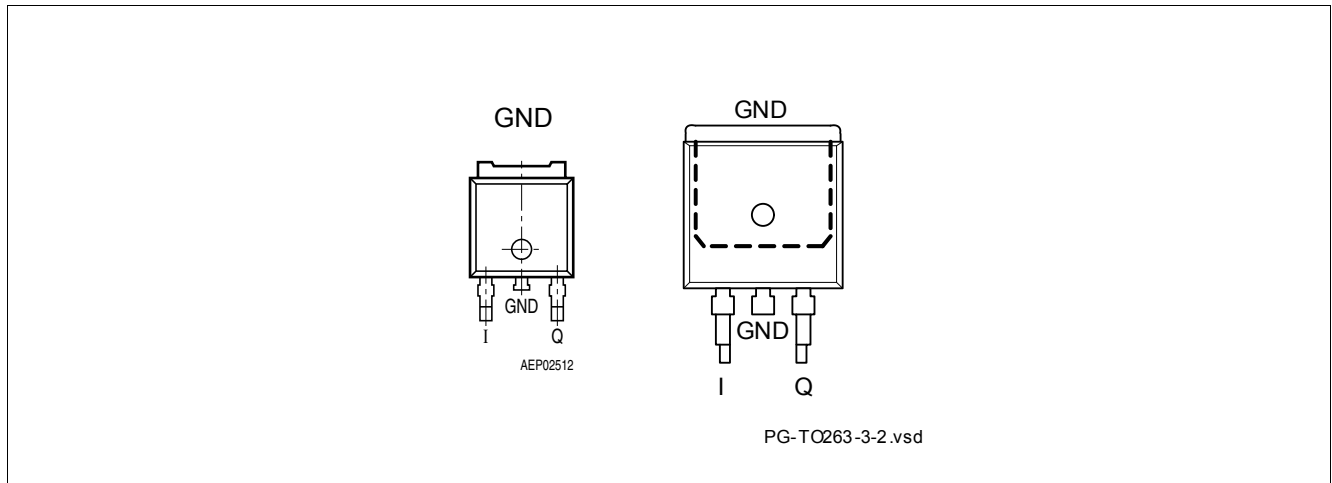 GND
GND
I
Q
AEP02512
GND
GND
I
Q
PG-TO263-3-2.vsd